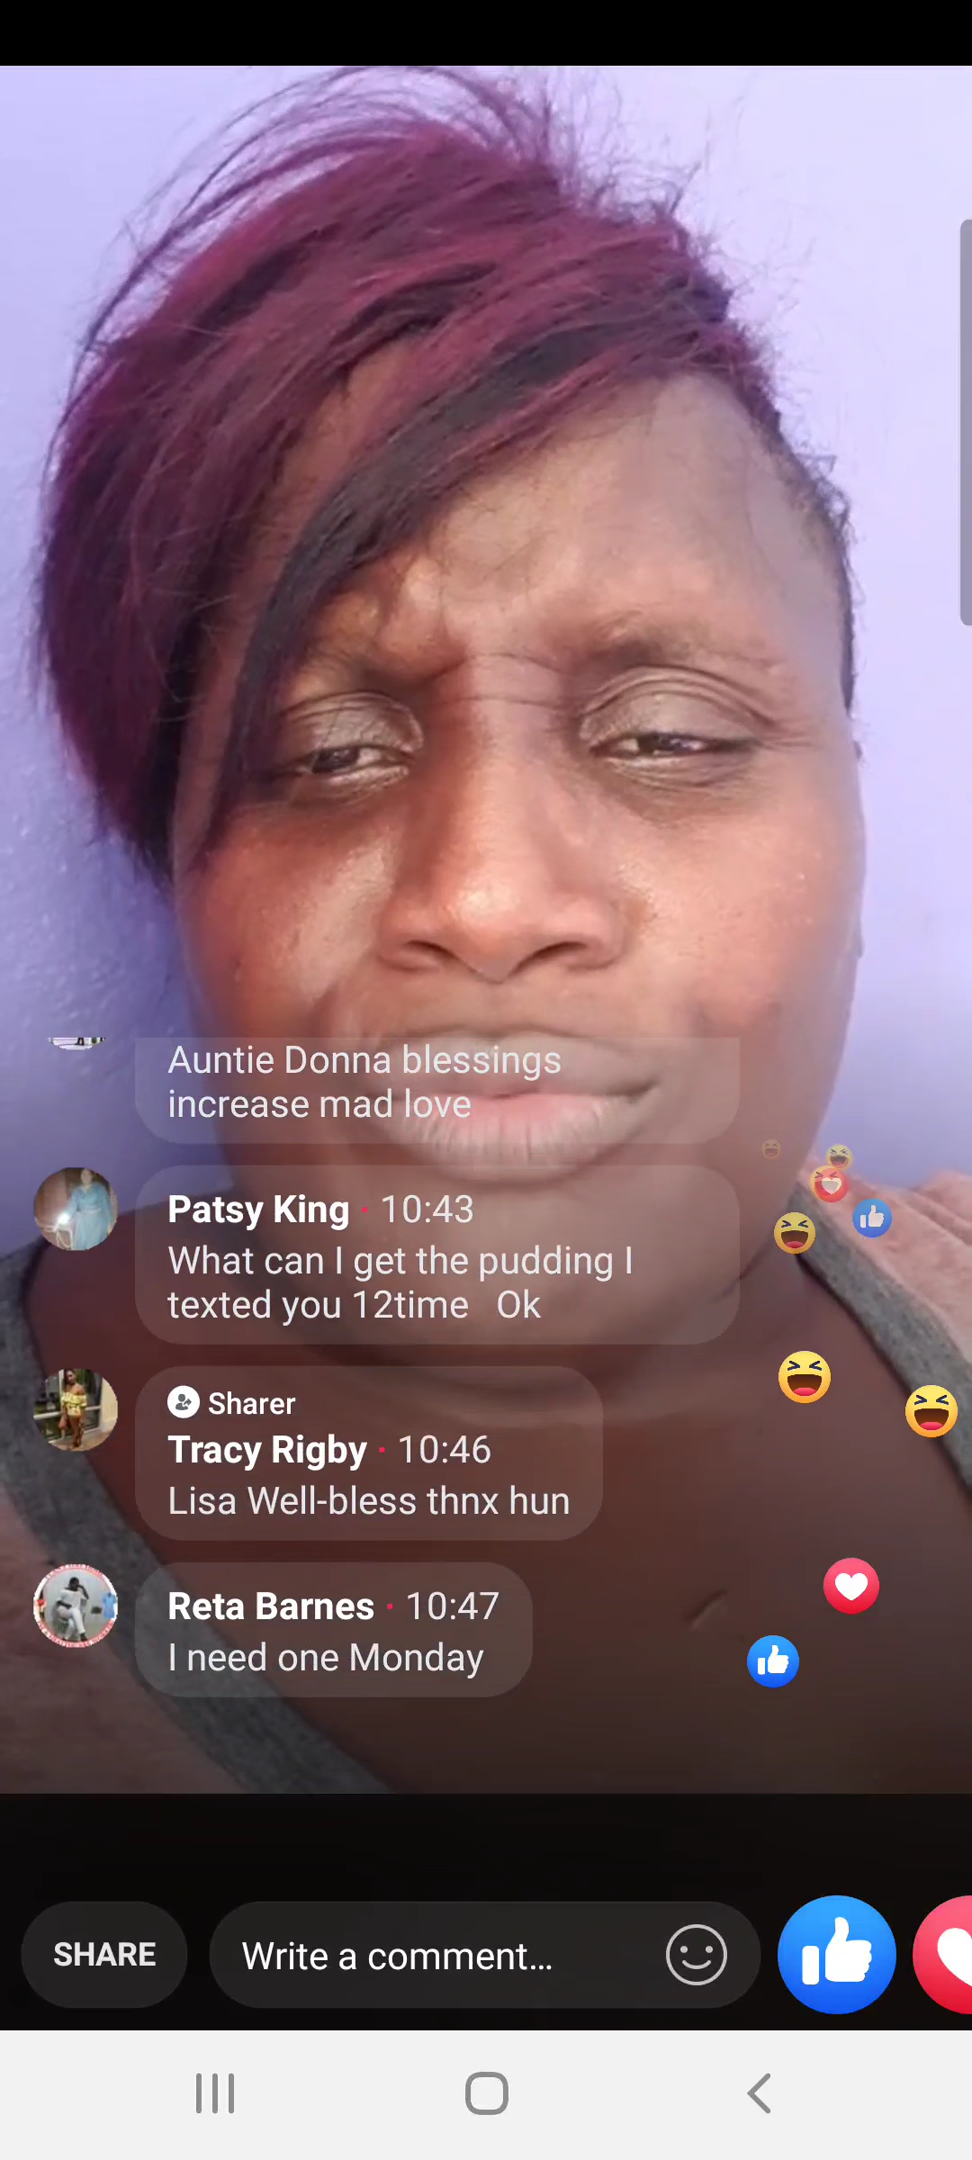 Auntie Donna blessings
increase mad love
Patsy King · 10:43
What can I get the pudding I
texted you 12time   Ok
Sharer
Tracy Rigby · 10:46
Lisa Well-bless thnx hun
Reta Barnes · 10:47
I need one Monday
SHARE
Write a comment...